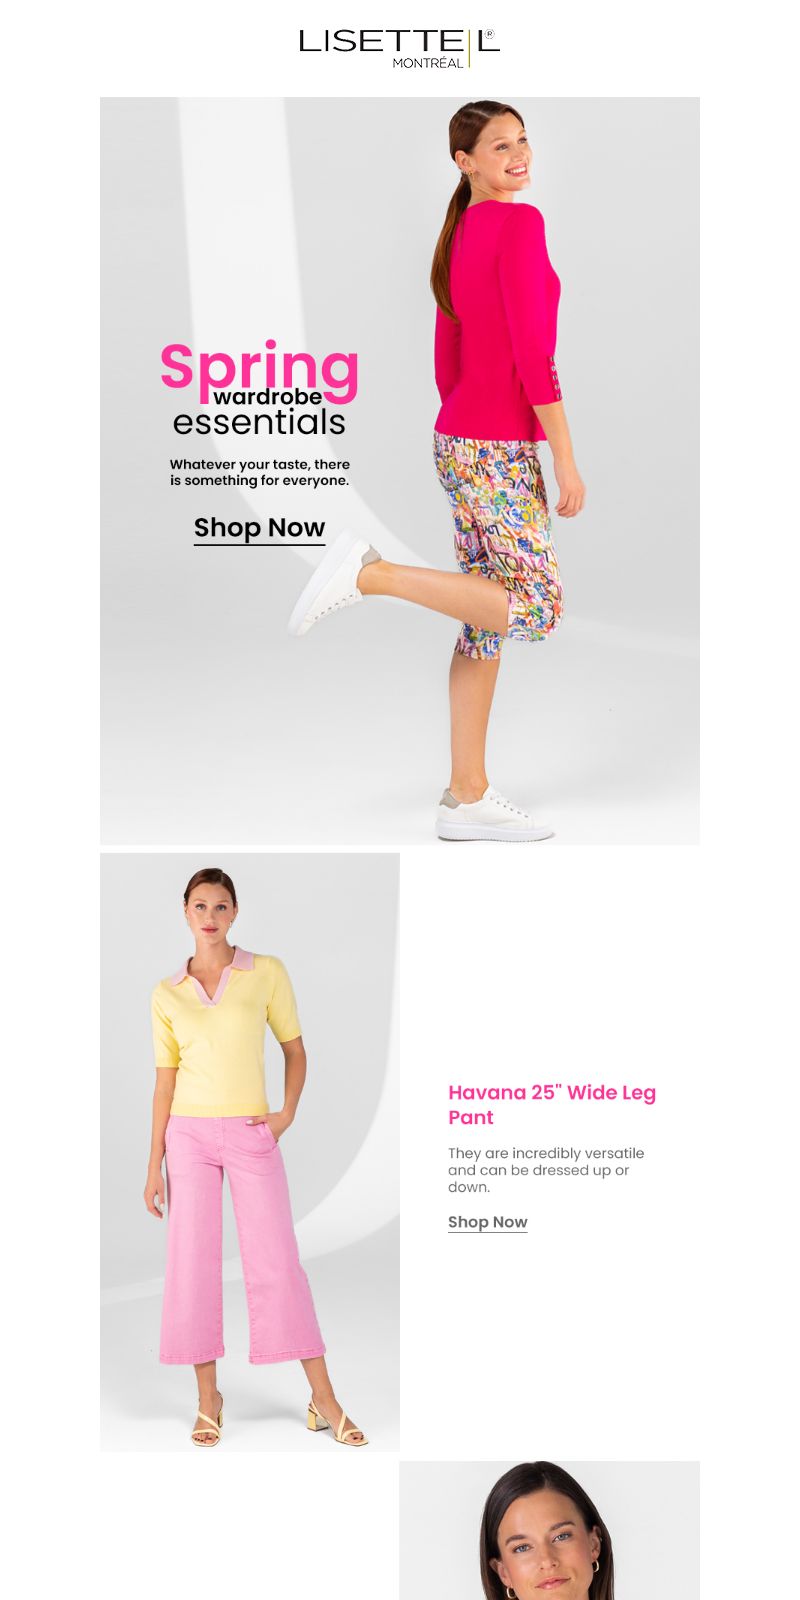 LISETTE L®
MONTRÉAL
Spring
wardrobe
essentials
Whatever your taste, there
is something for everyone.
Shop Now
Havana 25" Wide Leg
Pant
They are incredibly versatile
and can be dressed up or
down.
Shop Now